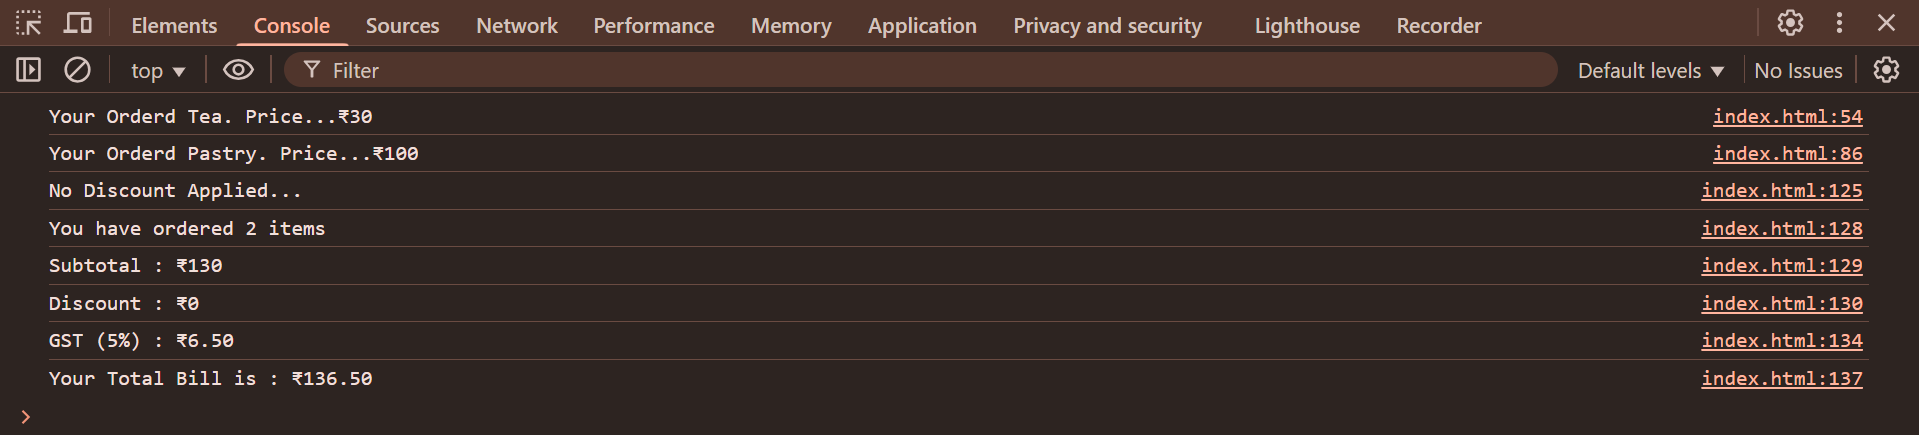 Elements Console Sources Network Performance Memory Application Privacy and security Lighthouse Recorder
top Filter Default levels No Issues
Your Orderd Tea. Price...₹30 index.html:54
Your Orderd Pastry. Price...₹100 index.html:86
No Discount Applied... index.html:125
You have ordered 2 items index.html:128
Subtotal : ₹130 index.html:129
Discount : ₹0 index.html:130
GST (5%) : ₹6.50 index.html:134
Your Total Bill is : ₹136.50 index.html:137